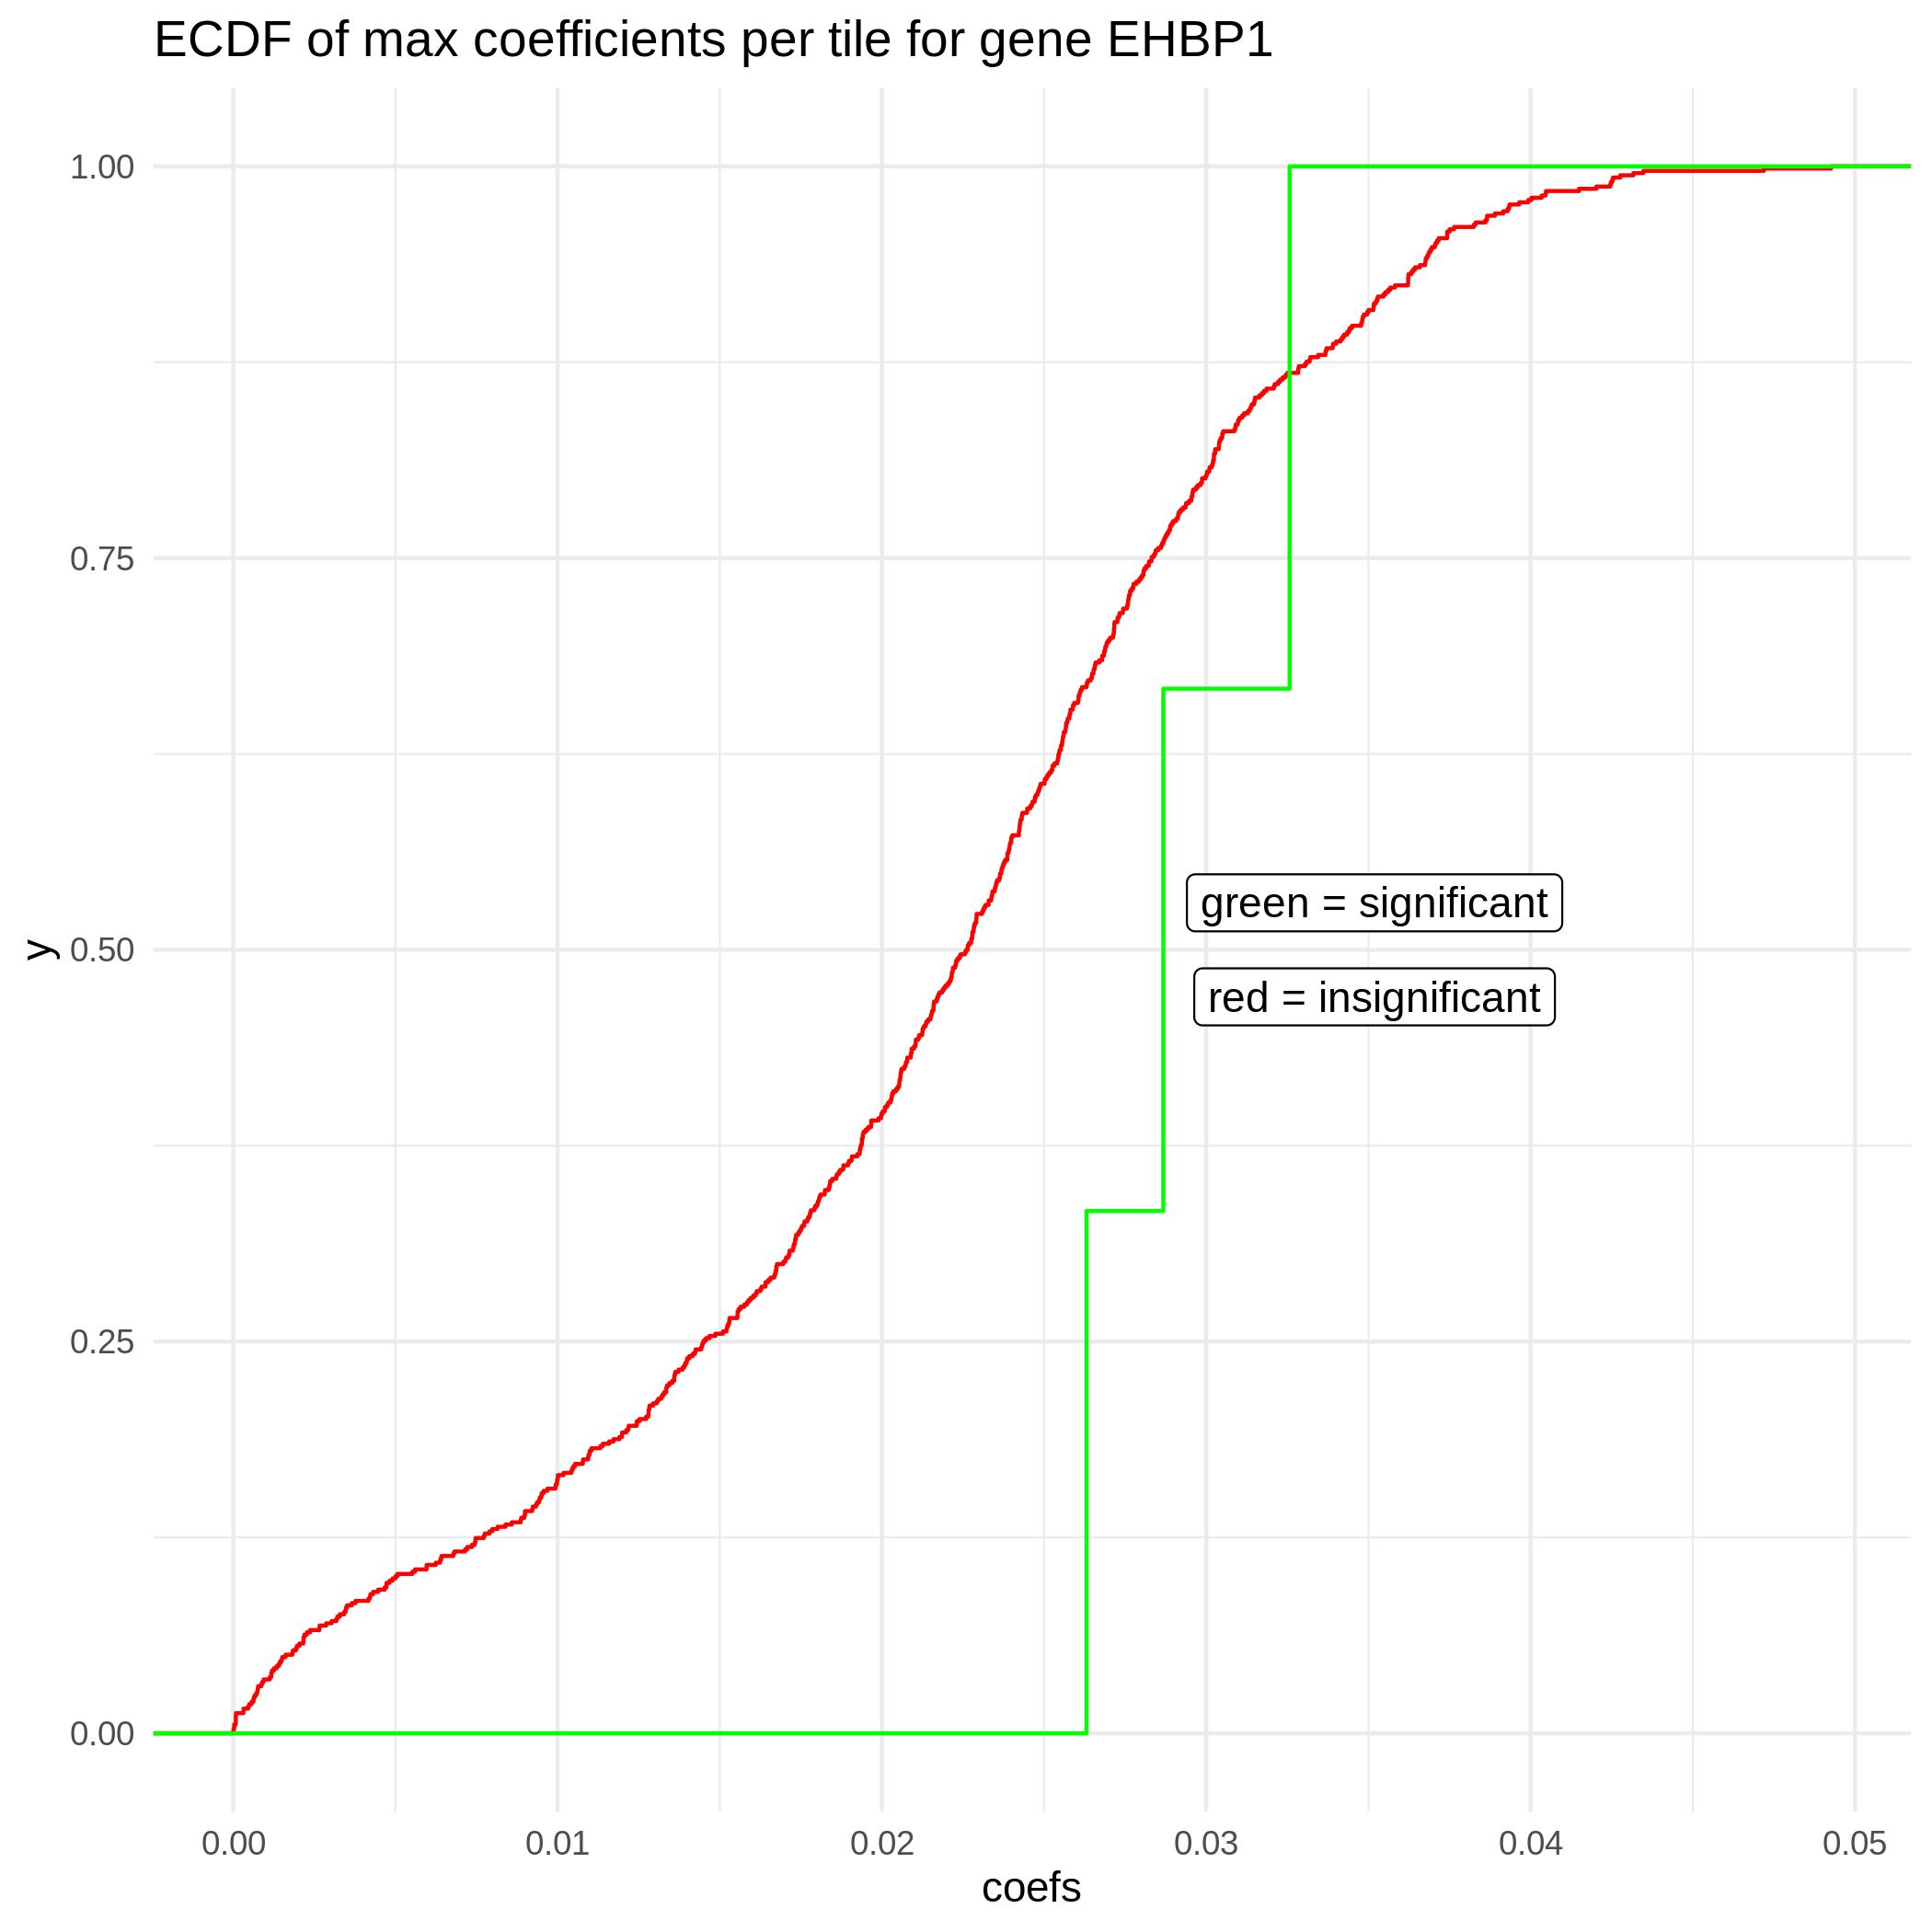 ECDF of max coefficients per tile for gene EHBP1
1.00
0.75
0.50
0.25
0.00
y
green = significant
red = insignificant
0.00 0.01 0.02 0.03 0.04 0.05
coefs